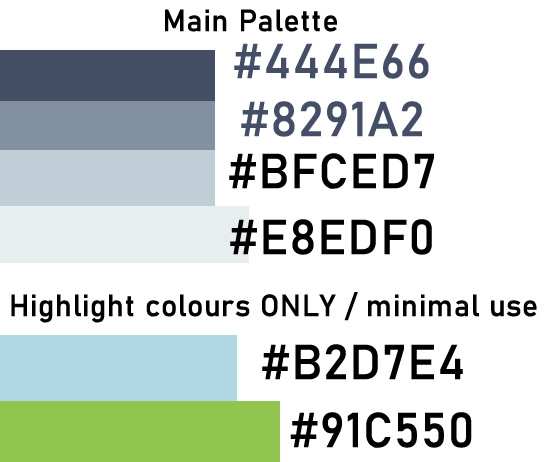 Main Palette
#444E66
#8291A2
#BFCED7
#E8EDF0
Highlight colours ONLY / minimal use
#B2D7E4
#91C550